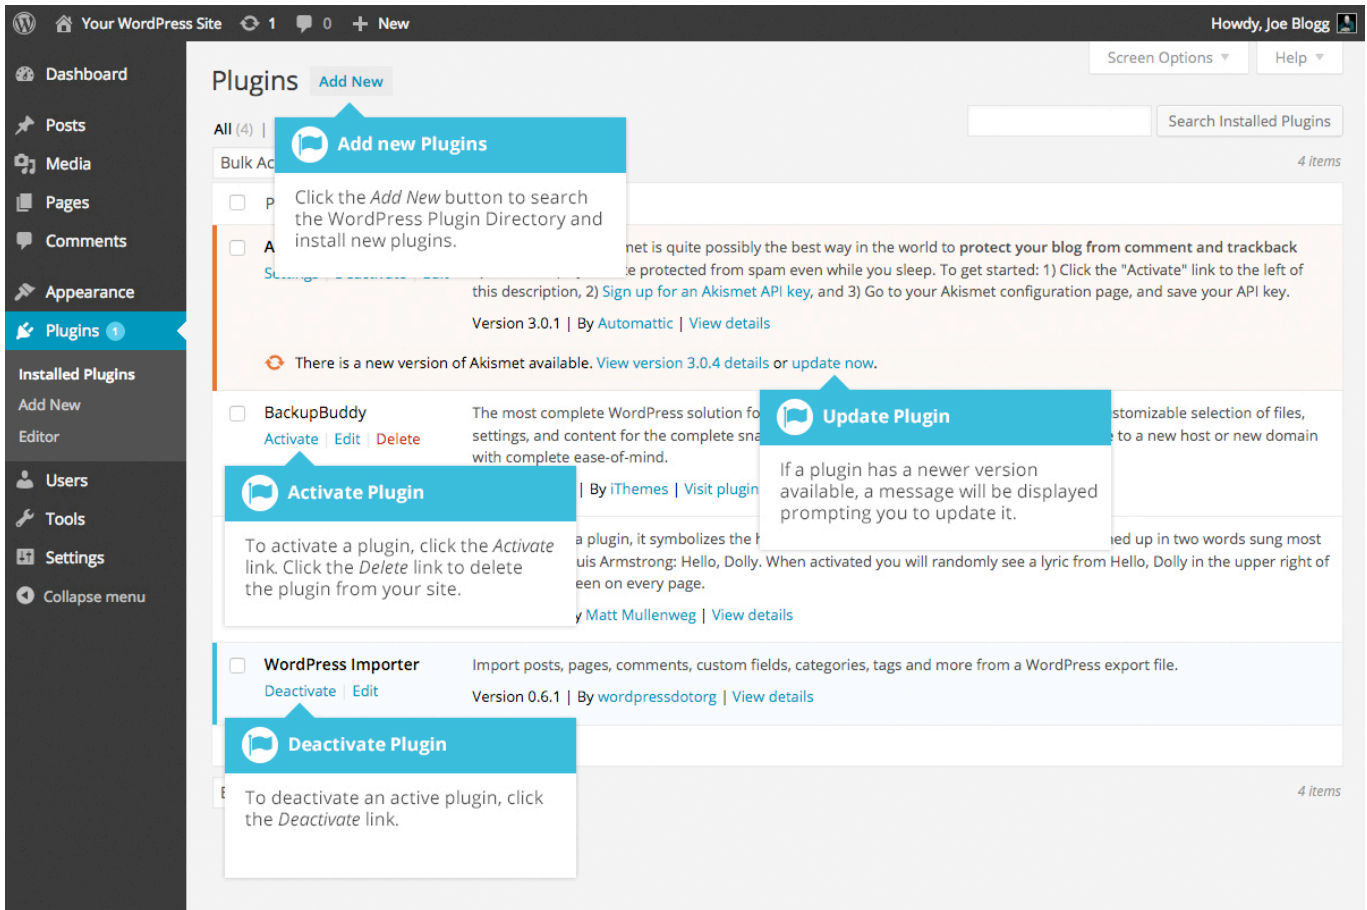 Your WordPress Site 1 0 + New Howdy, Joe Blogg
Dashboard
Posts
Media
Pages
Comments
Appearance
Plugins 1
Installed Plugins
Add New
Editor
Users
Tools
Settings
Collapse menu
Screen Options Help
Plugins Add New
All (4) |
Search Installed Plugins
Bulk
4 items
Add new Plugins
Click the Add New button to search
the WordPress Plugin Directory and
install new plugins.
is quite possibly the best way in the world to protect your blog from comment and trackback
protected from spam even while you sleep. To get started: 1) Click the "Activate" link to the left of
this description, 2) Sign up for an Akismet API key, and 3) Go to your Akismet configuration page, and save your API key.
Version 3.0.1 | By Automattic | View details
There is a new version of Akismet available. View version 3.0.4 details or update now.
Update Plugin
If a plugin has a newer version
available, a message will be displayed
prompting you to update it.
BackupBuddy
Activate | Edit | Delete
The most complete WordPress solution selection of files,
settings, and content for the complete to a new host or new domain
with complete ease-of-mind.
| By iThemes | Visit plugin
Activate Plugin
To activate a plugin, click the Activate
link. Click the Delete link to delete
the plugin from your site.
a plugin, it symbolizes the up in two words sung most
Armstrong: Hello, Dolly. When activated you will randomly see a lyric from Hello, Dolly in the upper right of
on every page.
Matt Mullenweg | View details
WordPress Importer
Deactivate | Edit
Import posts, pages, comments, custom fields, categories, tags and more from a WordPress export file.
Version 0.6.1 | By wordpressdotorg | View details
Deactivate Plugin
To deactivate an active plugin, click
the Deactivate link.
4 items